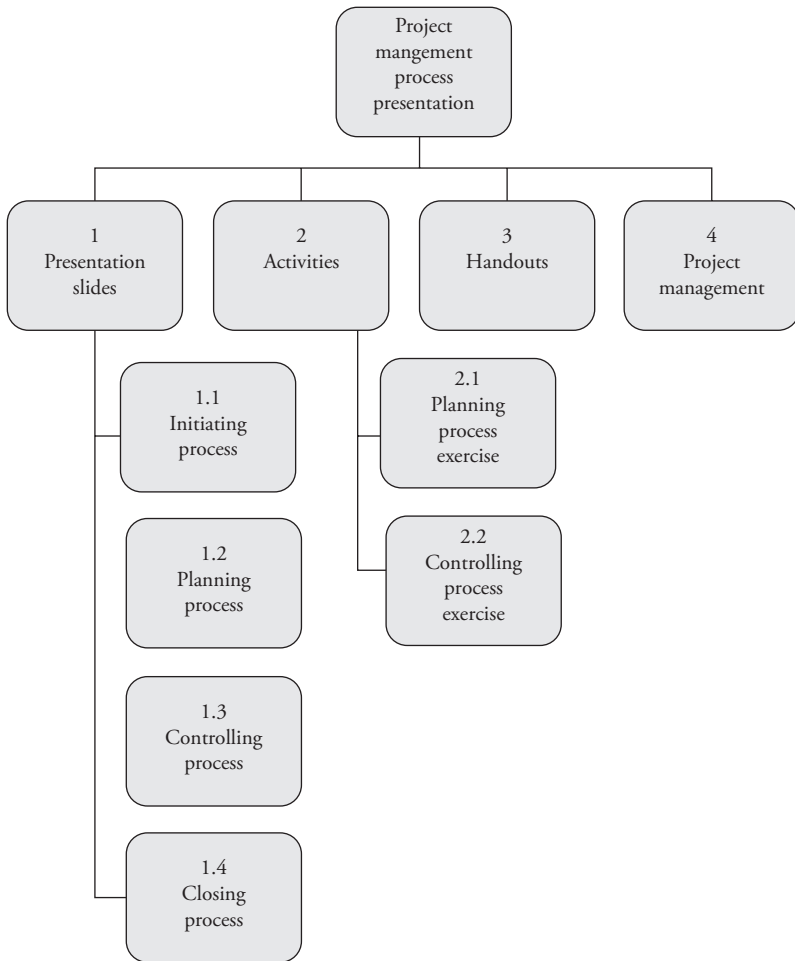 Project
mangement
process
presentation
1
Presentation
slides
2
Activities
3
Handouts
4
Project
management
1.1
Initiating
process
1.2
Planning
process
1.3
Controlling
process
1.4
Closing
process
2.1
Planning
process
exercise
2.2
Controlling
process
exercise